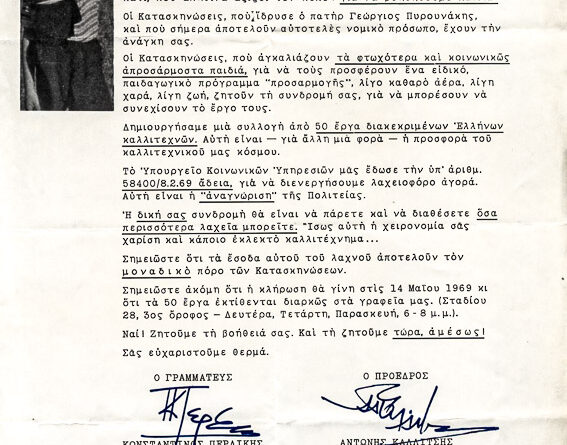 Οἱ Κατασκηνώσεις, ποὺ ἵδρυσε ὁ πατὴρ Γεώργιος Πυρουνάκης,
καὶ ποὺ σήμερα ἀποτελοῦν αὐτοτελὲς νομικὸ πρόσωπο, ἔχουν τὴν
ἀνάγκη σας.
Οἱ Κατασκηνώσεις, ποὺ ἀγκαλιάζουν τὰ φτωχότερα καὶ κοινωνικῶς
ἀπροσάρμοστα παιδιά, γιὰ νὰ τοὺς προσφέρουν ἕνα εἰδικό,
παιδαγωγικὸ πρόγραμμα "προσαρμογῆς", λίγο καθαρὸ ἀέρα, λίγη
χαρά, λίγη ζωή, ζητοῦν τὴ συνδρομή σας, γιὰ νὰ μπορέσουν νὰ
συνεχίσουν τὸ ἔργο τους.
Δημιουργήσαμε μιὰ συλλογὴ ἀπὸ 50 ἔργα διακεκριμένων Ἑλλήνων
καλλιτεχνῶν. Αὐτὴ εἶναι — γιὰ ἄλλη μιὰ φορὰ — ἡ προσφορὰ τοῦ
καλλιτεχνικοῦ μας κόσμου.
Τὸ Ὑπουργεῖο Κοινωνικῶν Ὑπηρεσιῶν μᾶς ἔδωσε τὴν ὑπ' ἀριθμ.
58400/8.2.69 ἄδεια, γιὰ νὰ διενεργήσουμε λαχειοφόρο ἀγορά.
Αὐτὴ εἶναι ἡ "ἀναγνώριση" τῆς Πολιτείας.
Ἡ δική σας συνδρομὴ θὰ εἶναι νὰ πάρετε καὶ νὰ διαθέσετε ὅσα
περισσότερα λαχεῖα μπορεῖτε. Ἴσως αὐτὴ ἡ χειρονομία σᾶς
χαρίση καὶ κάποιο ἐκλεκτὸ καλλιτέχνημα...
Σημειῶστε ὅτι τὰ ἔσοδα αὐτοῦ τοῦ λαχνοῦ ἀποτελοῦν τὸν
μοναδικὸ πόρο τῶν Κατασκηνώσεων.
Σημειῶστε ἀκόμη ὅτι ἡ κλήρωση θὰ γίνη στὶς 14 Μαΐου 1969 κι
ὅτι τὰ 50 ἔργα ἐκτίθενται διαρκῶς στὰ γραφεῖα μας. (Σταδίου
28, 3ος ὄροφος — Δευτέρα, Τετάρτη, Παρασκευή, 6-8 μ.μ.).
Ναί! Ζητοῦμε τὴ βοήθειά σας. Καὶ τὴ ζητοῦμε τώρα, ἀμέσως!
Σᾶς εὐχαριστοῦμε θερμά.
Ο ΓΡΑΜΜΑΤΕΥΣ Ο ΠΡΟΕΔΡΟΣ
ΚΩΝΣΤΑΝΤΙΝΟΣ ΠΕΡΔΙΚΗΣ ΑΝΤΩΝΗΣ ΚΑΛΛΙΤΣΗΣ